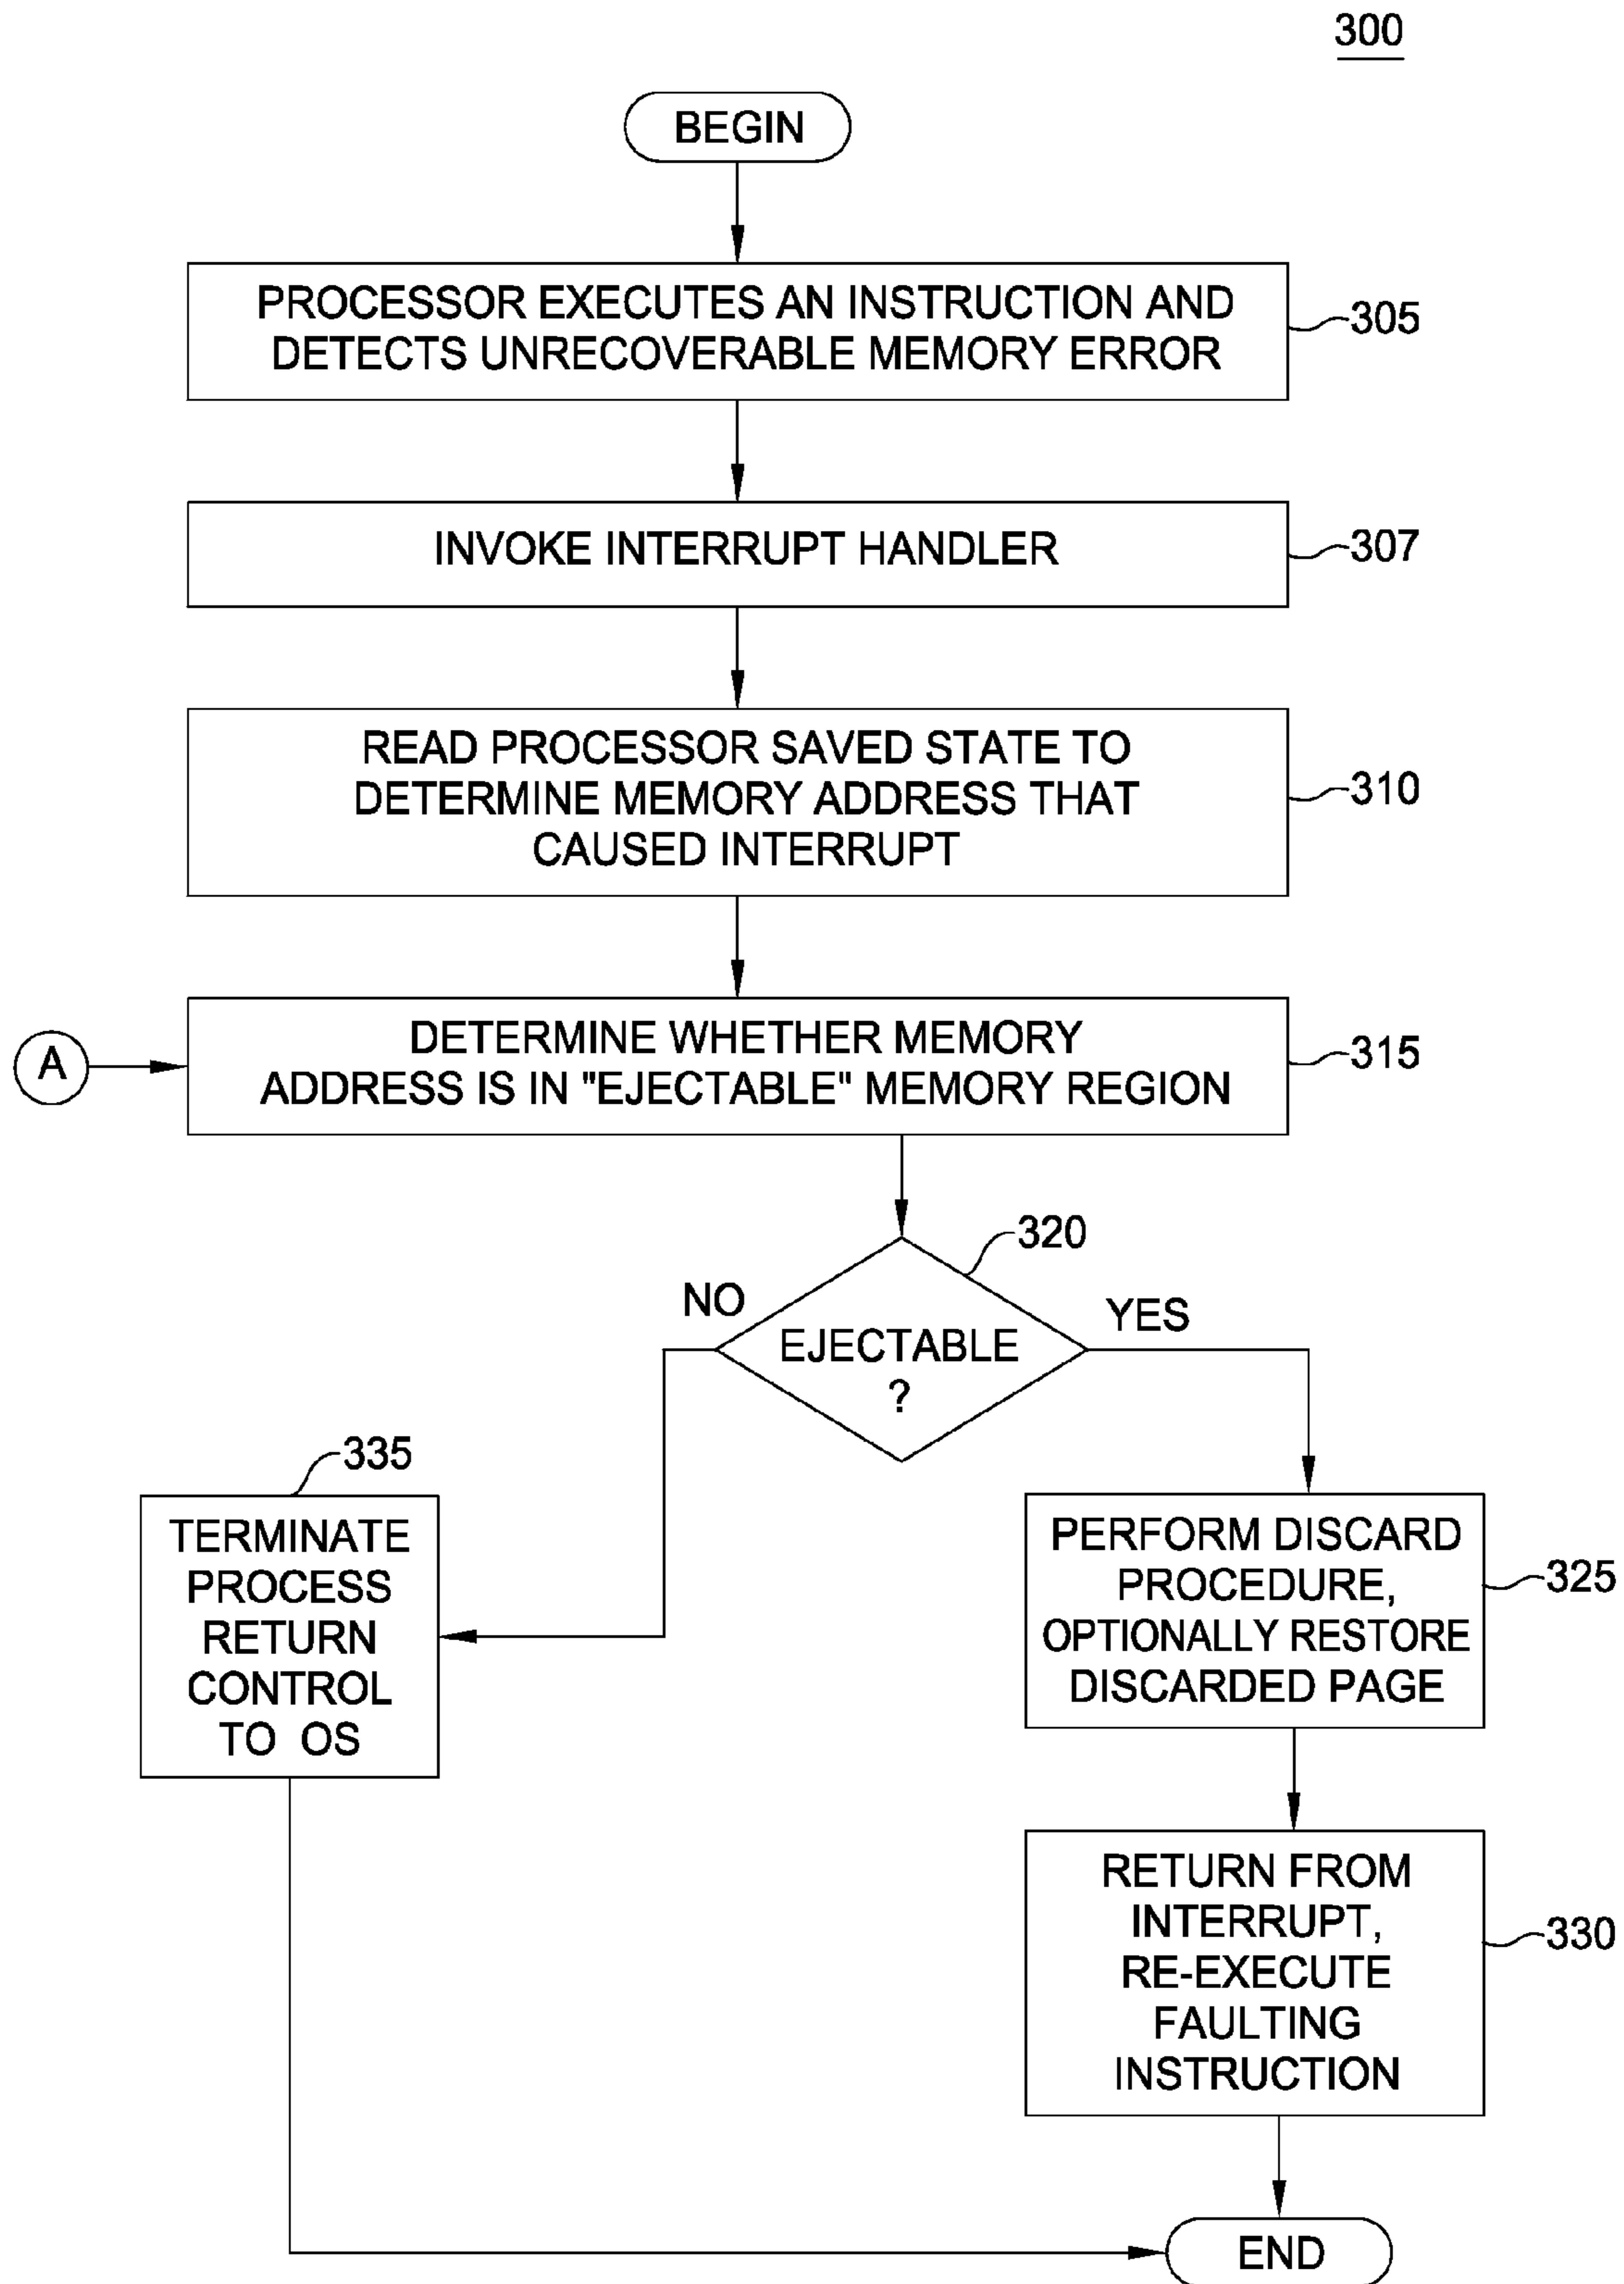 300
BEGIN
PROCESSOR EXECUTES AN INSTRUCTION AND
DETECTS UNRECOVERABLE MEMORY ERROR
305
INVOKE INTERRUPT HANDLER
307
READ PROCESSOR SAVED STATE TO
DETERMINE MEMORY ADDRESS THAT
CAUSED INTERRUPT
310
A
DETERMINE WHETHER MEMORY
ADDRESS IS IN "EJECTABLE" MEMORY REGION
315
320
NO
YES
EJECTABLE
?
335
TERMINATE
PROCESS
RETURN
CONTROL
TO OS
PERFORM DISCARD
PROCEDURE,
OPTIONALLY RESTORE
DISCARDED PAGE
325
RETURN FROM
INTERRUPT,
RE-EXECUTE
FAULTING
INSTRUCTION
330
END